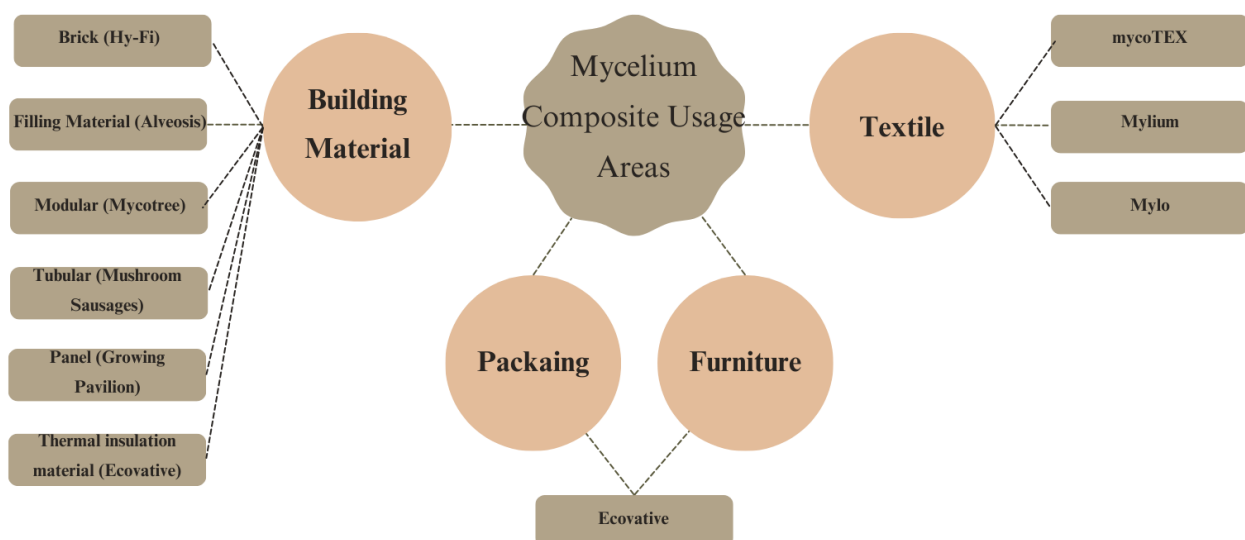 Mycelium
Composite Usage
Areas
Building
Material
Brick (Hy-Fi)
Filling Material (Alveosis)
Modular (Mycotree)
Tubular (Mushroom
Sausages)
Panel (Growing
Pavilion)
Thermal insulation
material (Ecovative)
Textile
mycoTEX
Mylium
Mylo
Packaing
Furniture
Ecovative